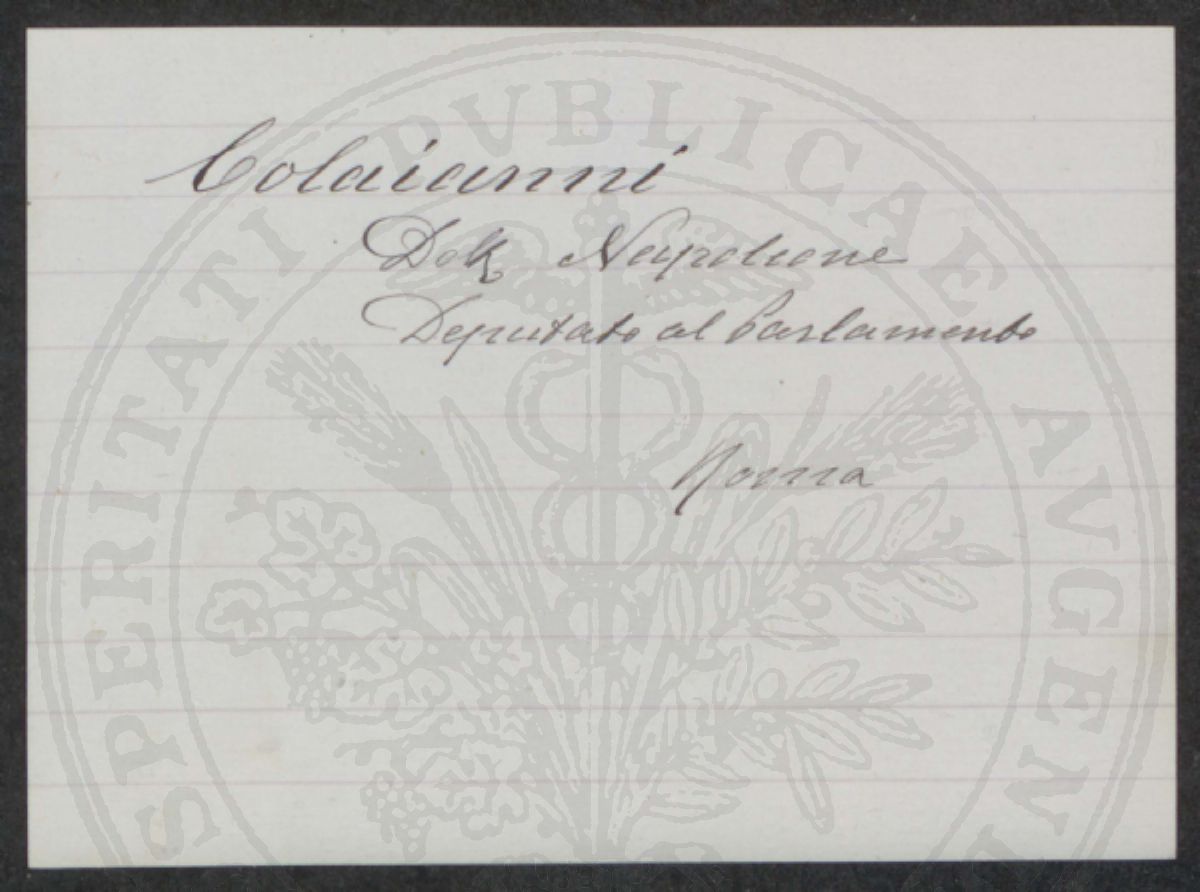 Colaianni
Dott. Napoleone
Deputato al Parlamento
Roma
SPERITATI PVBLICAE AVGEN